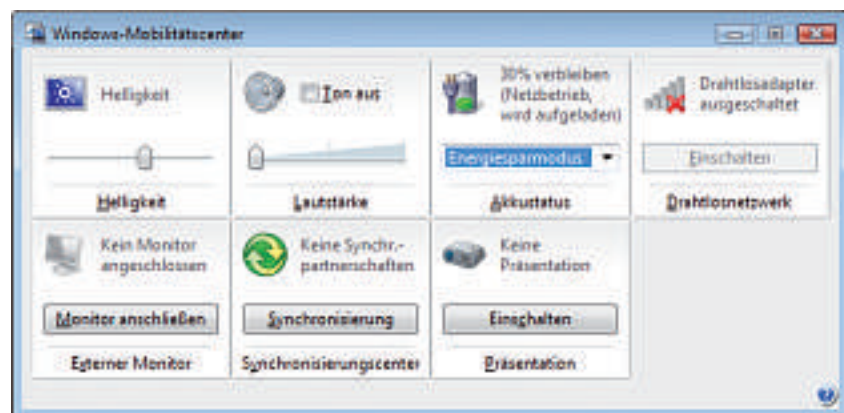 Windows-Mobilitätscenter
Helligkeit
Helligkeit
Ton aus
Lautstärke
30% verbleiben
(Netzbetrieb,
wird aufgeladen)
Energiesparmodus
Akkustatus
Drahtlosadapter
ausgeschaltet
Einschalten
Drahtlosnetzwerk
Kein Monitor
angeschlossen
Monitor anschließen
Externer Monitor
Keine Synchr.-
partnerschaften
Synchronisierung
Synchronisierungscenter
Keine
Präsentation
Einschalten
Präsentation